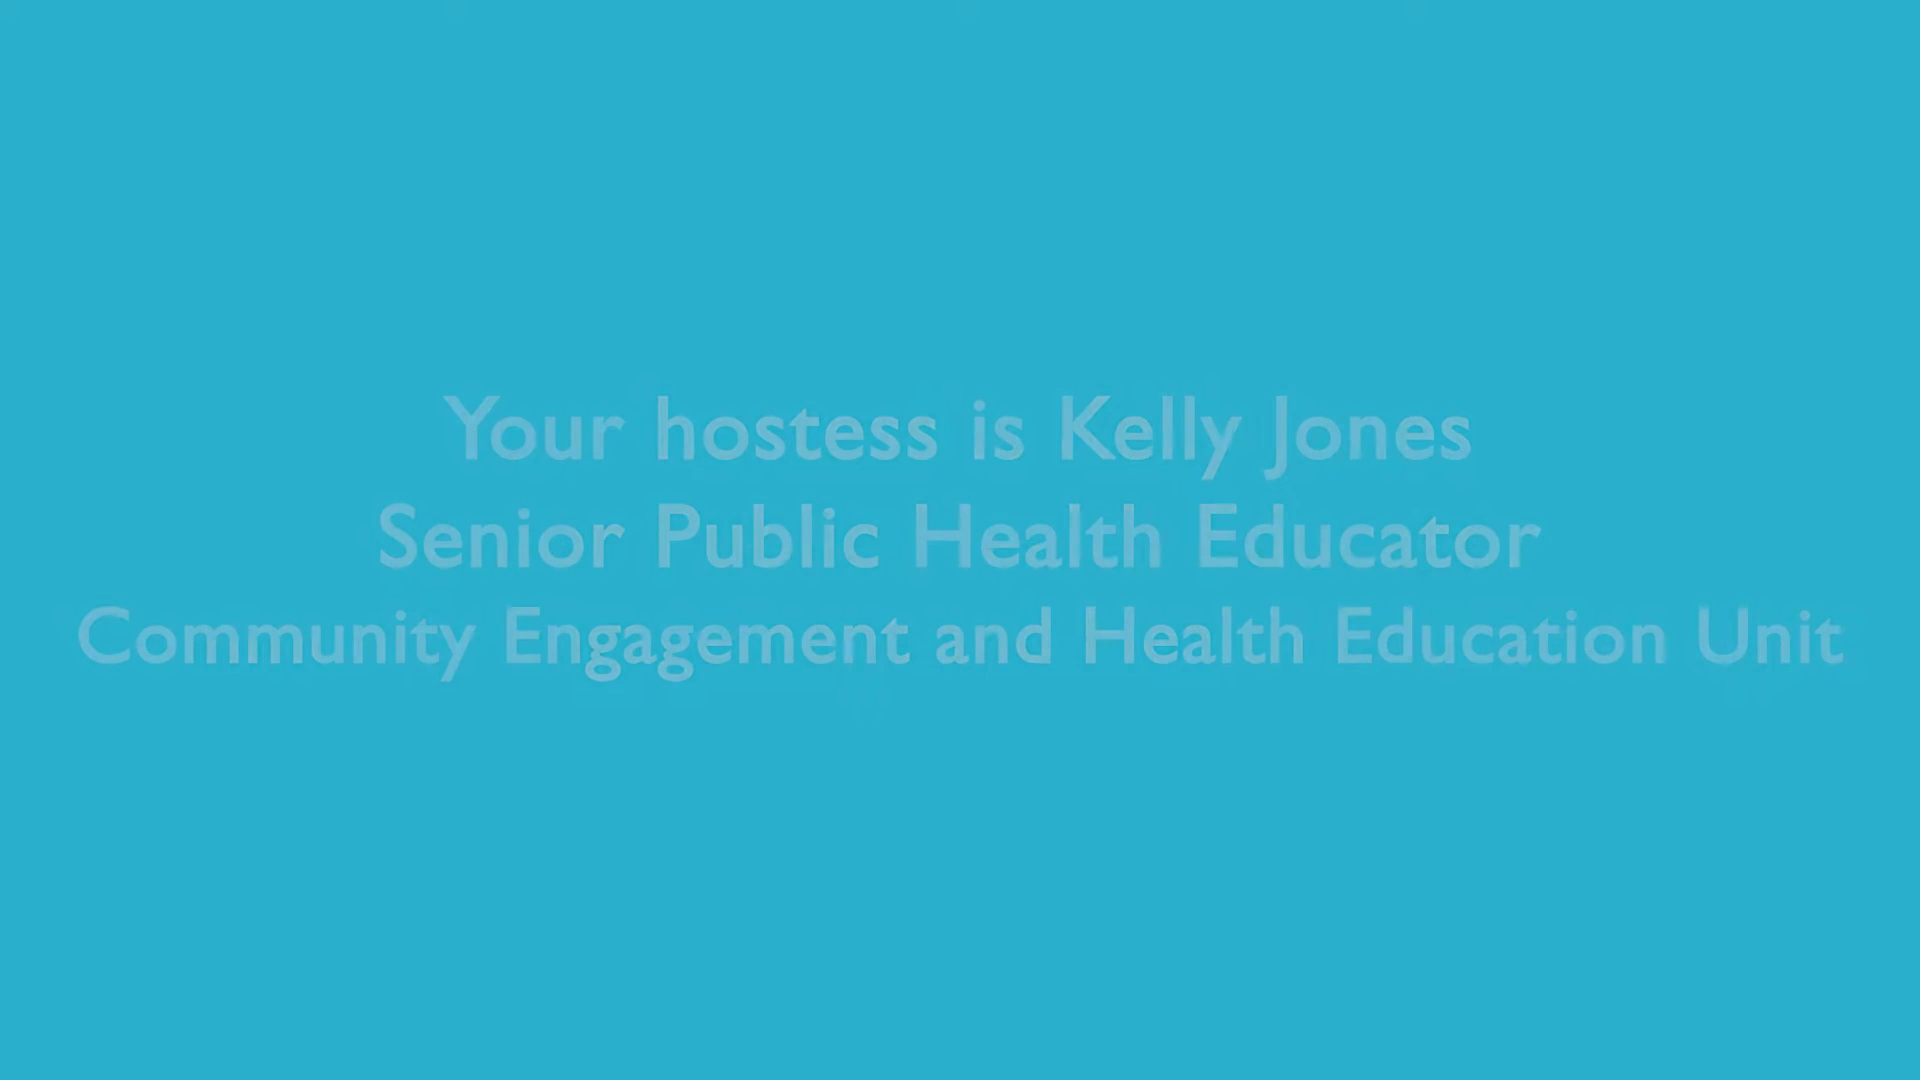 Your hostess is Kelly Jones
Senior Public Health Educator
Community Engagement and Health Education Unit